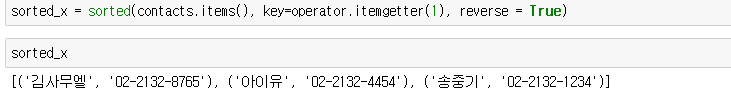 sorted_x = sorted(contacts.items(), key=operator.itemgetter(1), reverse = True)
sorted_x
[('김사무엘', '02-2132-8765'), ('아이유', '02-2132-4454'), ('송중기', '02-2132-1234')]